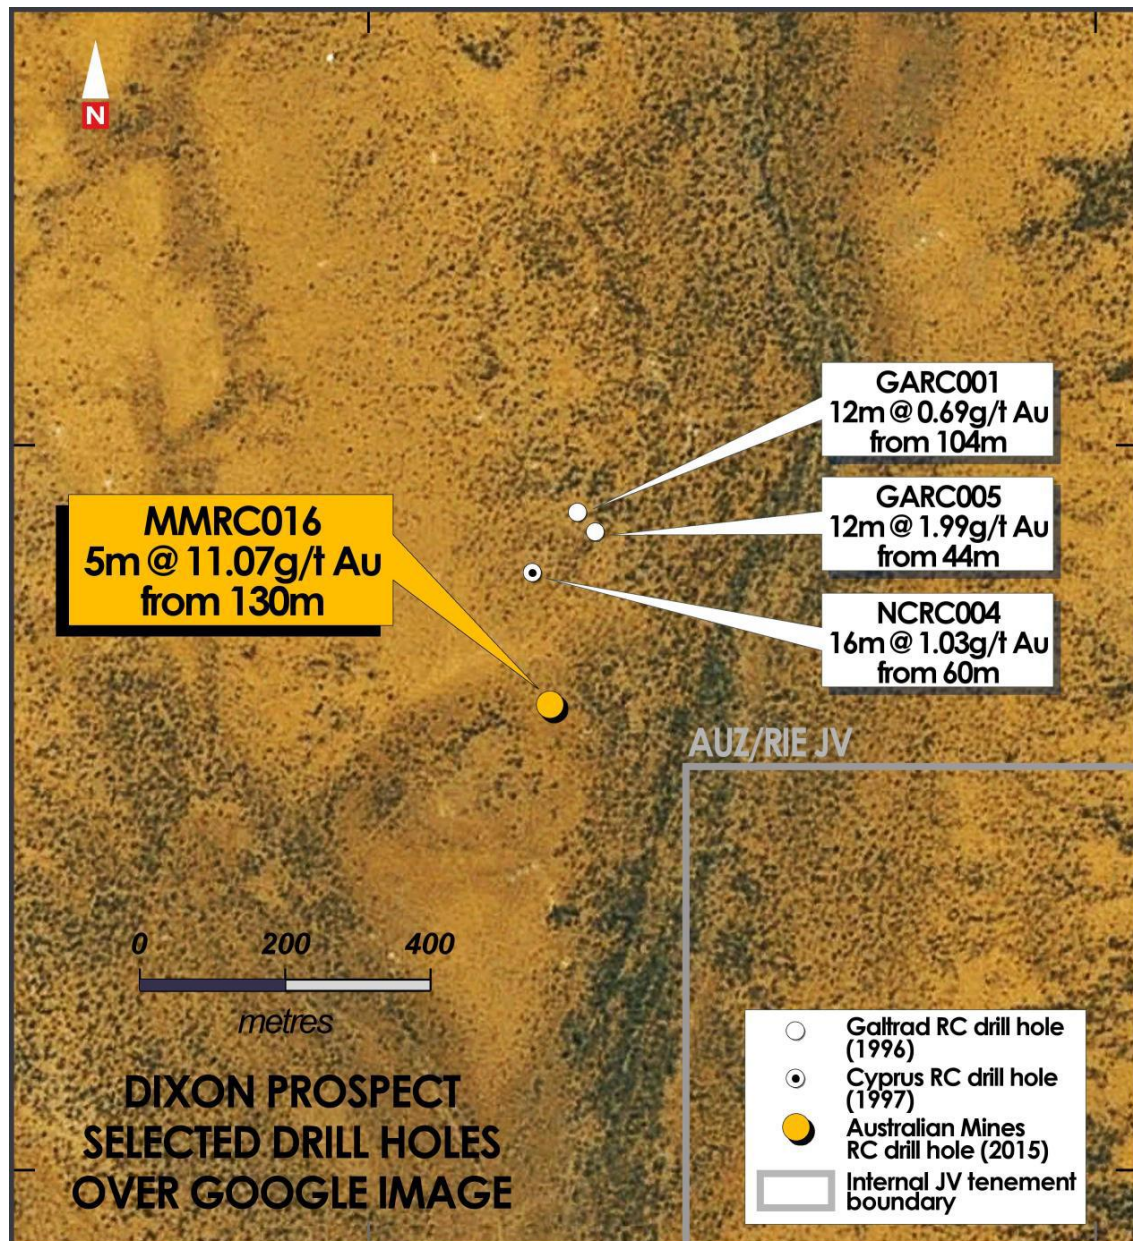 N
GARC001
12m @ 0.69g/t Au
from 104m
MMRC016
5m @ 11.07g/t Au
from 130m
GARC005
12m @ 1.99g/t Au
from 44m
NCRC004
16m @ 1.03g/t Au
from 60m
AUZ/RIE JV
0 200 400
metres
DIXON PROSPECT
SELECTED DRILL HOLES
OVER GOOGLE IMAGE
Galtrad RC drill hole
(1996)
Cyprus RC drill hole
(1997)
Australian Mines
RC drill hole (2015)
Internal JV tenement
boundary